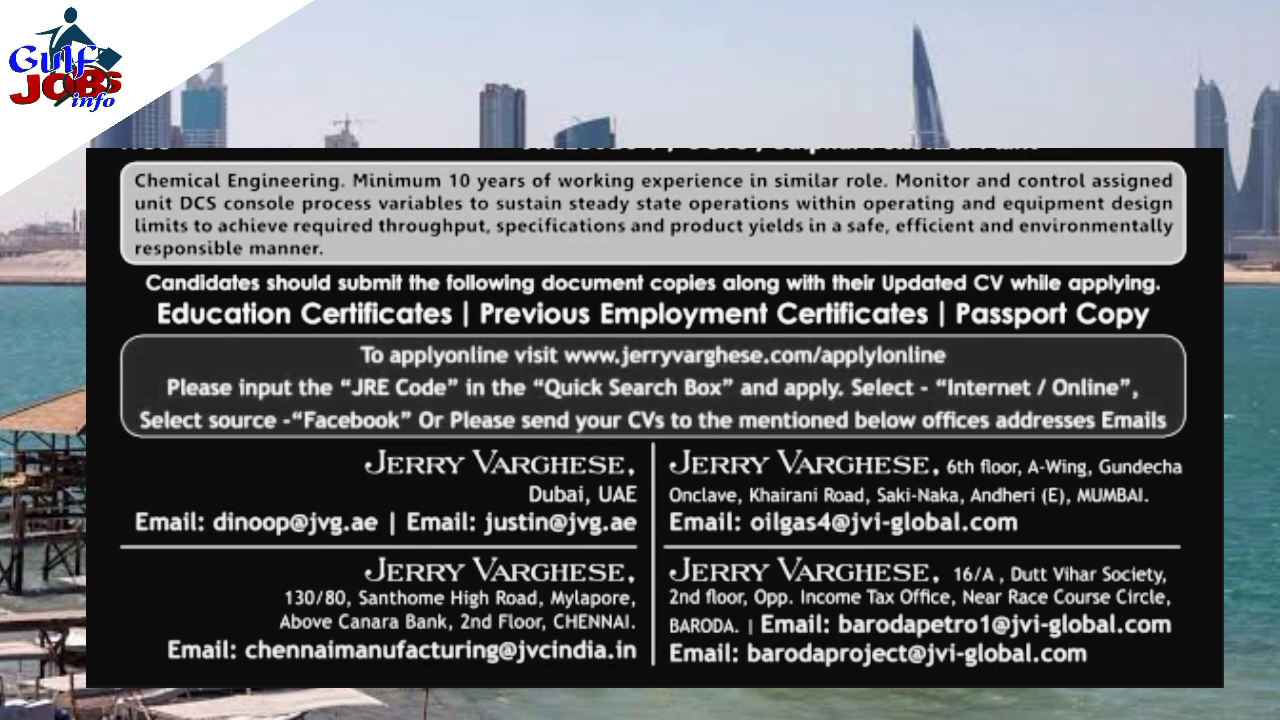 Gulf
JOBS
info
Chemical Engineering. Minimum 10 years of working experience in similar role. Monitor and control assigned
unit DCS console process variables to sustain steady state operations within operating and equipment design
limits to achieve required throughput, specifications and product yields in a safe, efficient and environmentally
responsible manner.
Candidates should submit the following document copies along with their Updated CV while applying.
Education Certificates | Previous Employment Certificates | Passport Copy
To applyonline visit www.jerryvarghese.com/applylonline
Please input the “JRE Code” in the “Quick Search Box” and apply. Select - “Internet / Online”,
Select source -“Facebook” Or Please send your CVs to the mentioned below offices addresses Emails
JERRY VARGHESE,
Dubai, UAE
Email: dinoop@jvg.ae | Email: justin@jvg.ae
JERRY VARGHESE, 6th floor, A-Wing, Gundecha
Onclave, Khairani Road, Saki-Naka, Andheri (E), MUMBAI.
Email: oilgas4@jvi-global.com
JERRY VARGHESE,
130/80, Santhome High Road, Mylapore,
Above Canara Bank, 2nd Floor, CHENNAI.
Email: chennaimanufacturing@jvcindia.in
JERRY VARGHESE, 16/A , Dutt Vihar Society,
2nd floor, Opp. Income Tax Office, Near Race Course Circle,
BARODA. | Email: barodapetro1@jvi-global.com
Email: barodaproject@jvi-global.com